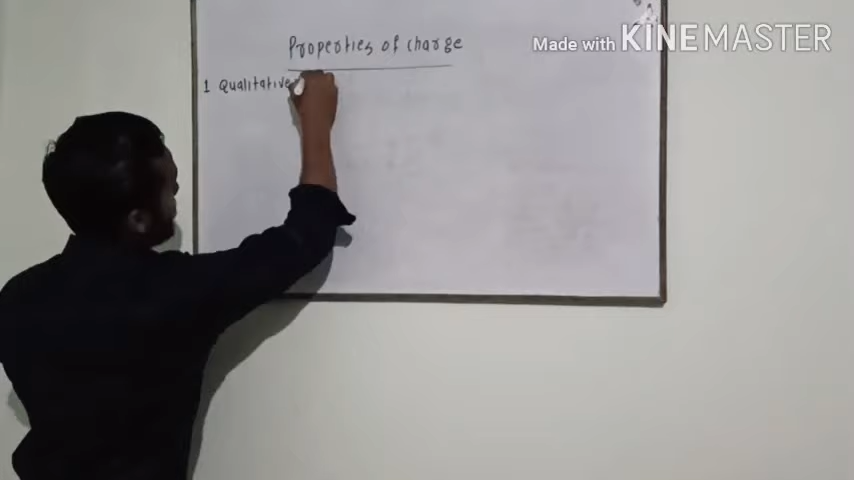 Properties of charge
Made with KINEMASTER
1 Qualitative